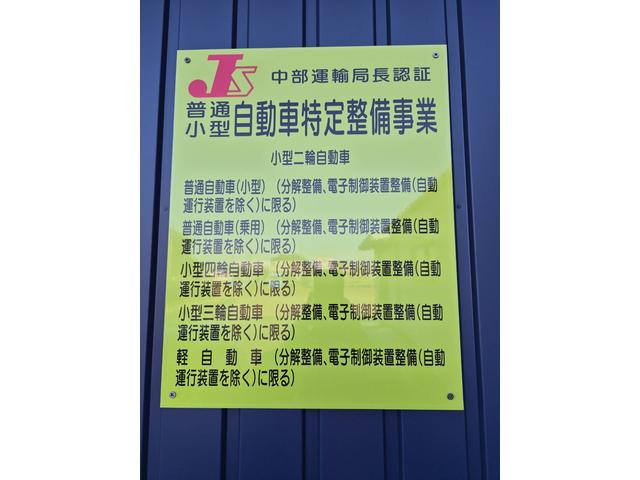 JS 中部運輸局長認証
普通
小型 自動車特定整備事業
小型二輪自動車
普通自動車(小型) (分解整備、電子制御装置整備(自動
運行装置を除く)に限る)
普通自動車(乗用) (分解整備、電子制御装置整備(自動
運行装置を除く)に限る)
小型四輪自動車 (分解整備、電子制御装置整備(自動
運行装置を除く)に限る)
小型三輪自動車 (分解整備、電子制御装置整備(自動
運行装置を除く)に限る)
軽自動車 (分解整備、電子制御装置整備(自動
運行装置を除く)に限る)